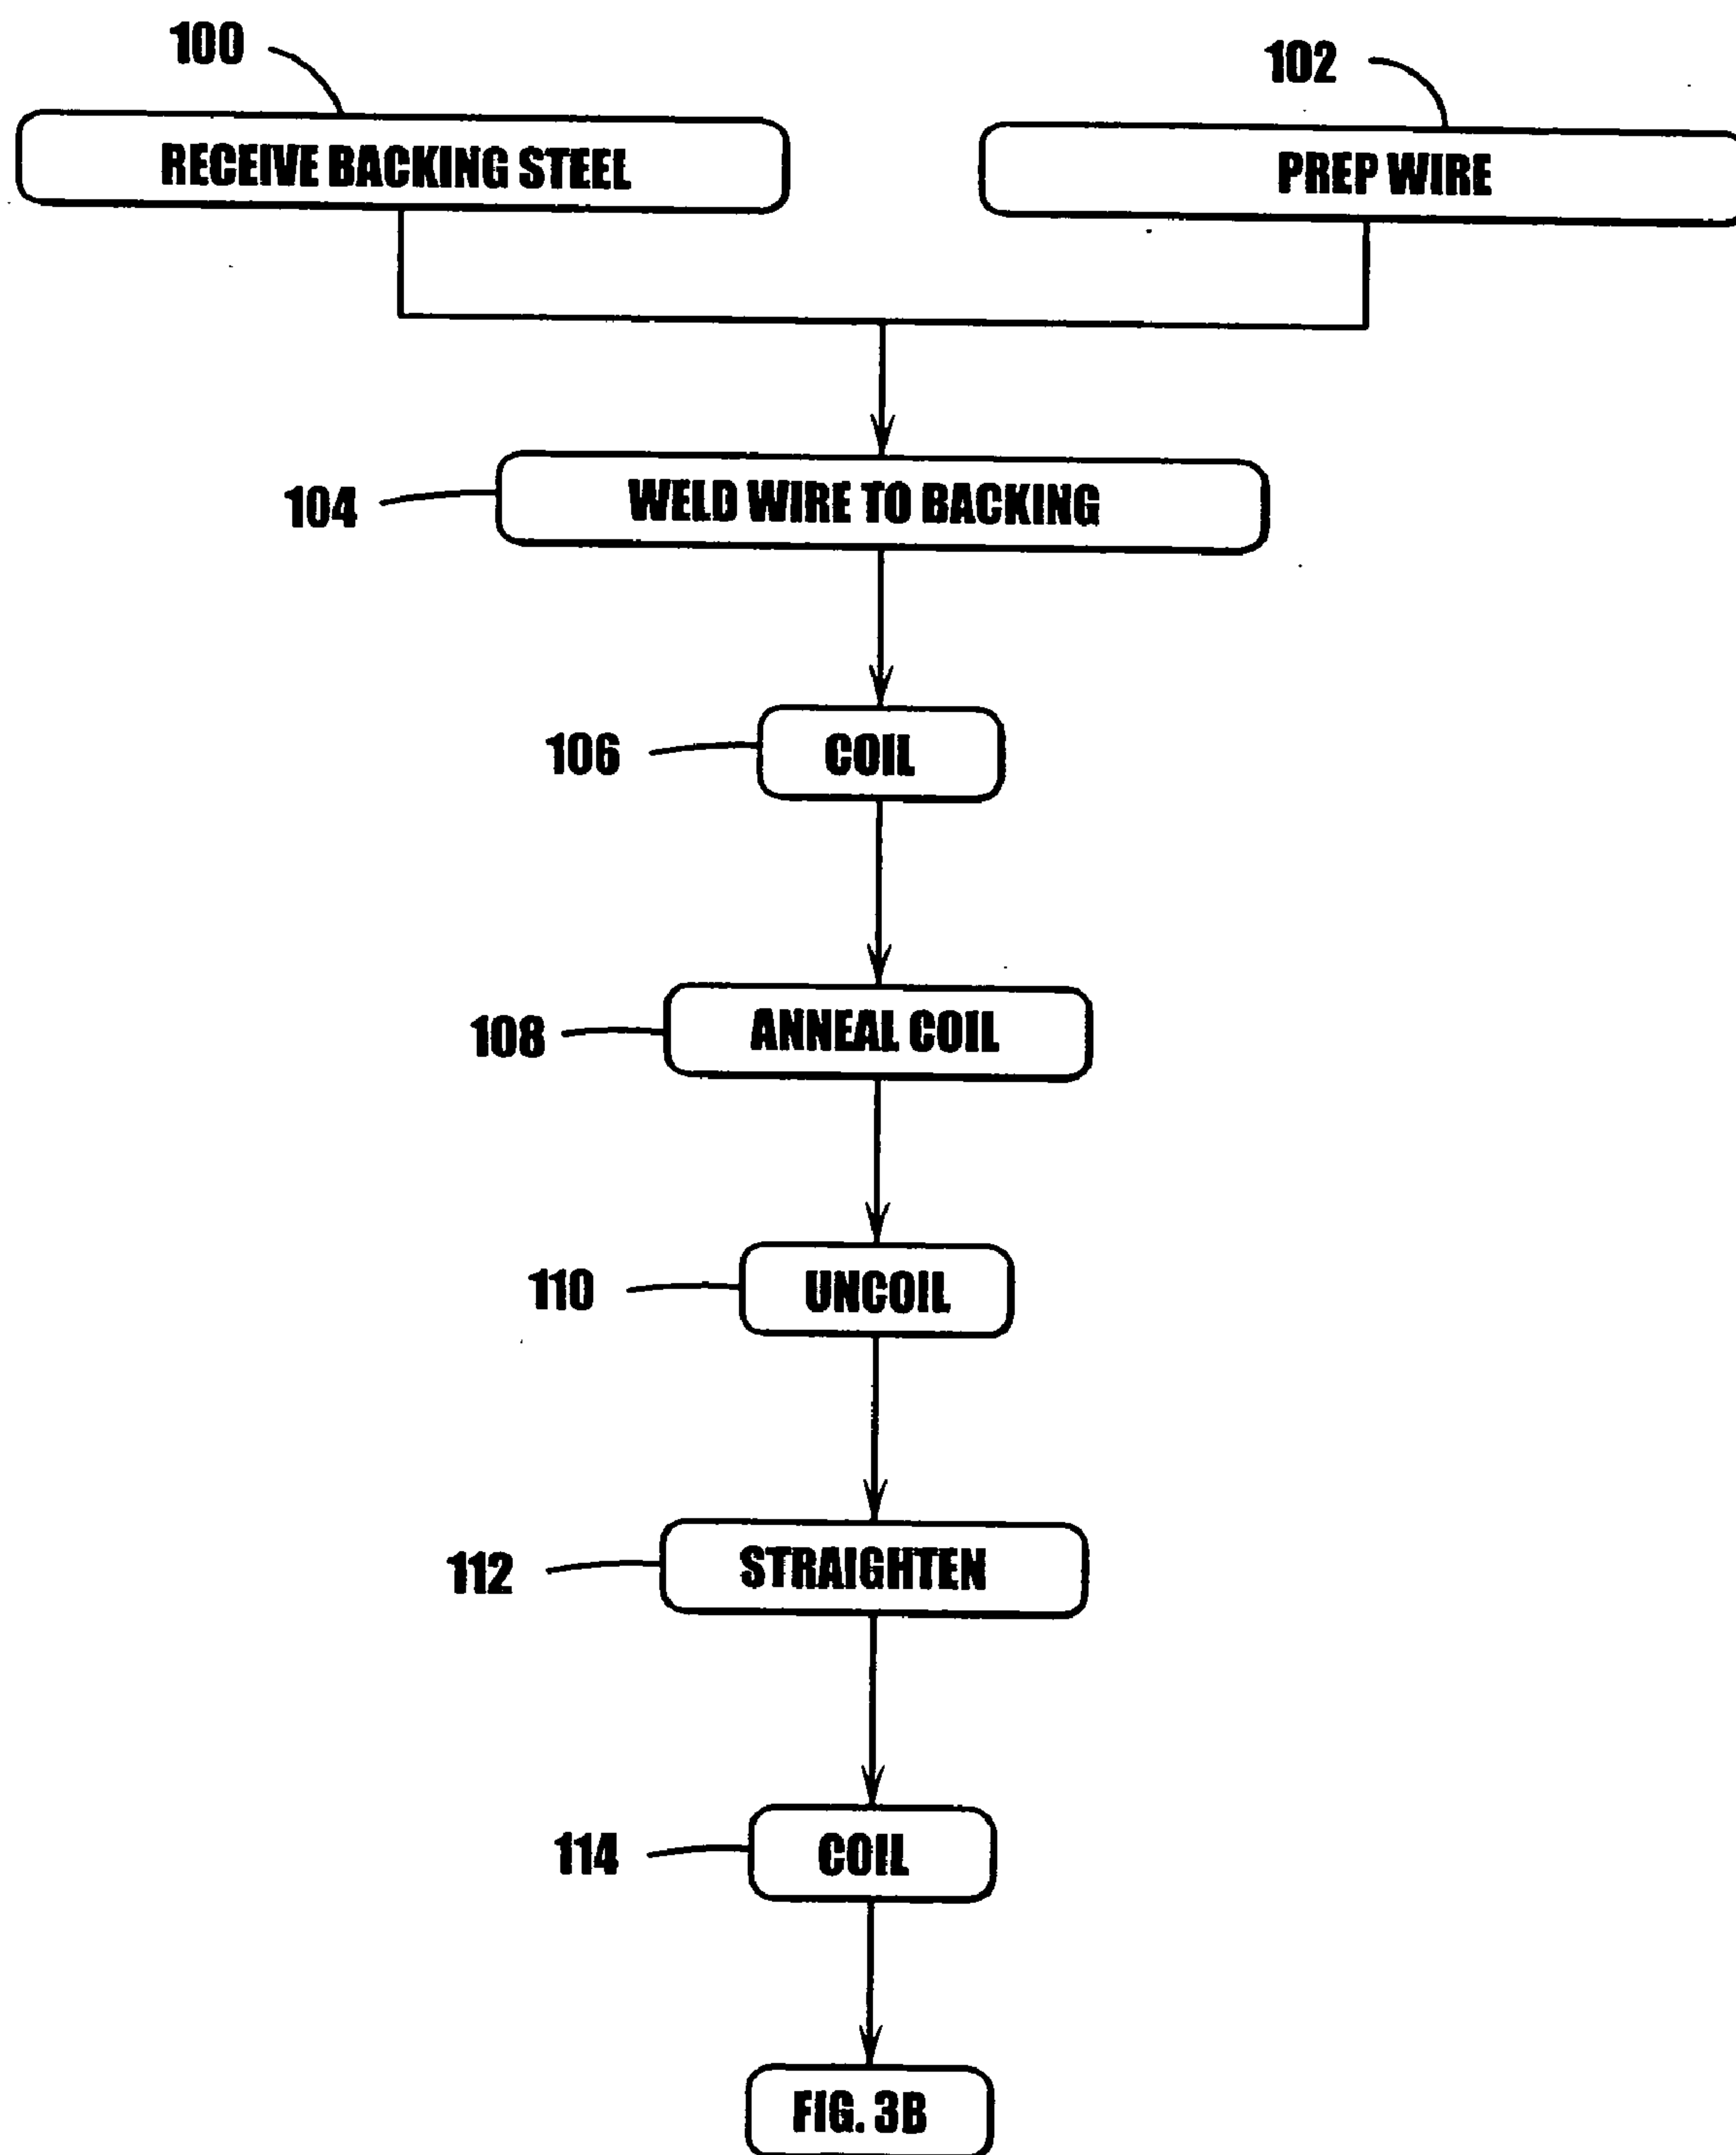 100
102
RECEIVE BACKING STEEL
PREP WIRE
104
WELD WIRE TO BACKING
106
COIL
108
ANNEAL COIL
110
UNCOIL
112
STRAIGHTEN
114
COIL
FIG. 3B